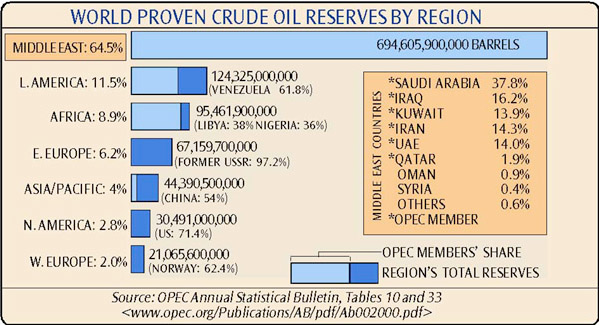 WORLD PROVEN CRUDE OIL RESERVES BY REGION
MIDDLE EAST: 64.5%
694,605,900,000 BARRELS
L. AMERICA: 11.5%
124,325,000,000
(VENEZUELA 61.8%)
AFRICA: 8.9%
95,461,900,000
(LIBYA: 38% NIGERIA: 36%)
E. EUROPE: 6.2%
67,159,700,000
(FORMER USSR: 97.2%)
ASIA/PACIFIC: 4%
44,390,500,000
(CHINA: 54%)
N. AMERICA: 2.8%
30,491,000,000
(US: 71.4%)
W. EUROPE: 2.0%
21,065,600,000
(NORWAY: 62.4%)
MIDDLE EAST COUNTRIES
*SAUDI ARABIA 37.8%
*IRAQ 16.2%
*KUWAIT 13.9%
*IRAN 14.3%
*UAE 14.0%
*QATAR 1.9%
OMAN 0.9%
SYRIA 0.4%
OTHERS 0.6%
*OPEC MEMBER
OPEC MEMBERS' SHARE
REGION'S TOTAL RESERVES
Source: OPEC Annual Statistical Bulletin, Tables 10 and 33
<www.opec.org/Publications/AB/pdf/Ab002000.pdf>